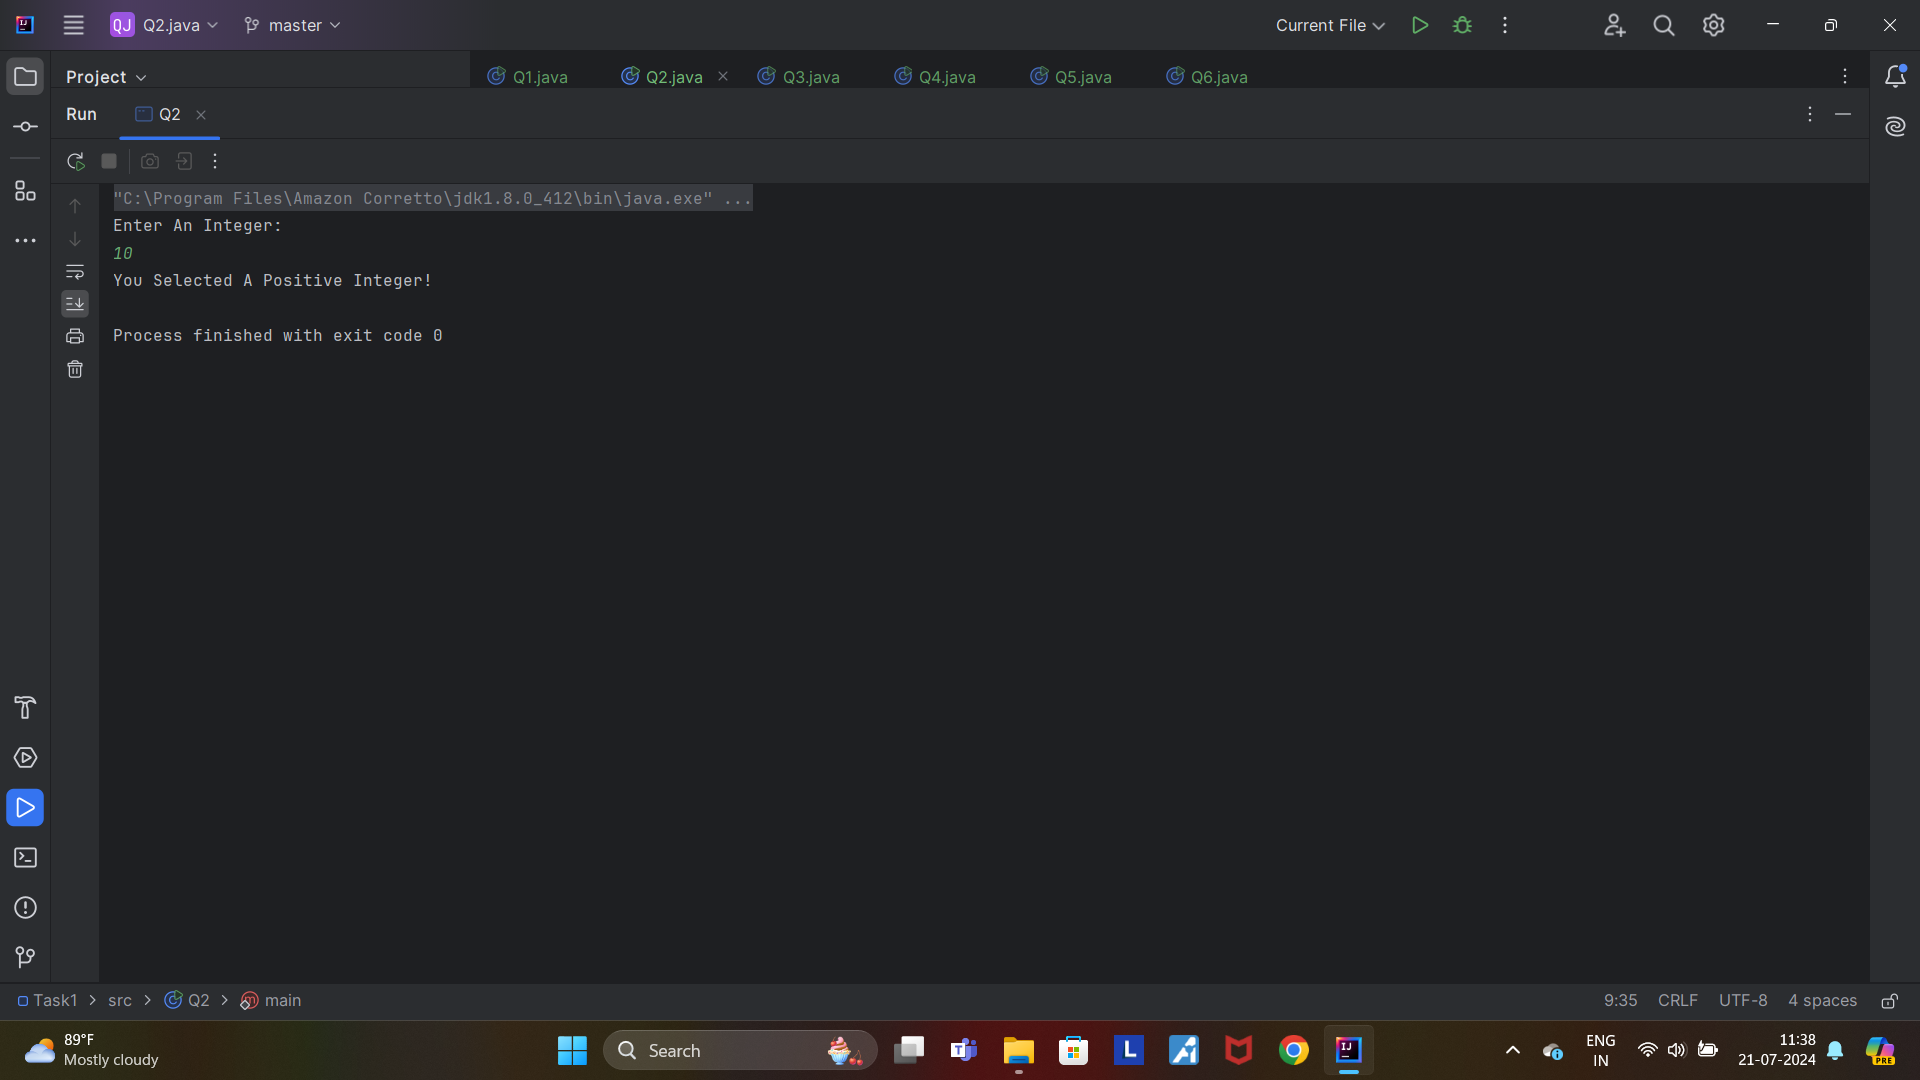 QJ Q2.java master Current File
Project Q1.java Q2.java Q3.java Q4.java Q5.java Q6.java
Run Q2
"C:\Program Files\Amazon Corretto\jdk1.8.0_412\bin\java.exe" ...
Enter An Integer:
10
You Selected A Positive Integer!
Process finished with exit code 0
Task1 > src > Q2 > main 9:35 CRLF UTF-8 4 spaces
89°F
Mostly cloudy
Search
L
ENG
IN
11:38
21-07-2024
PRE